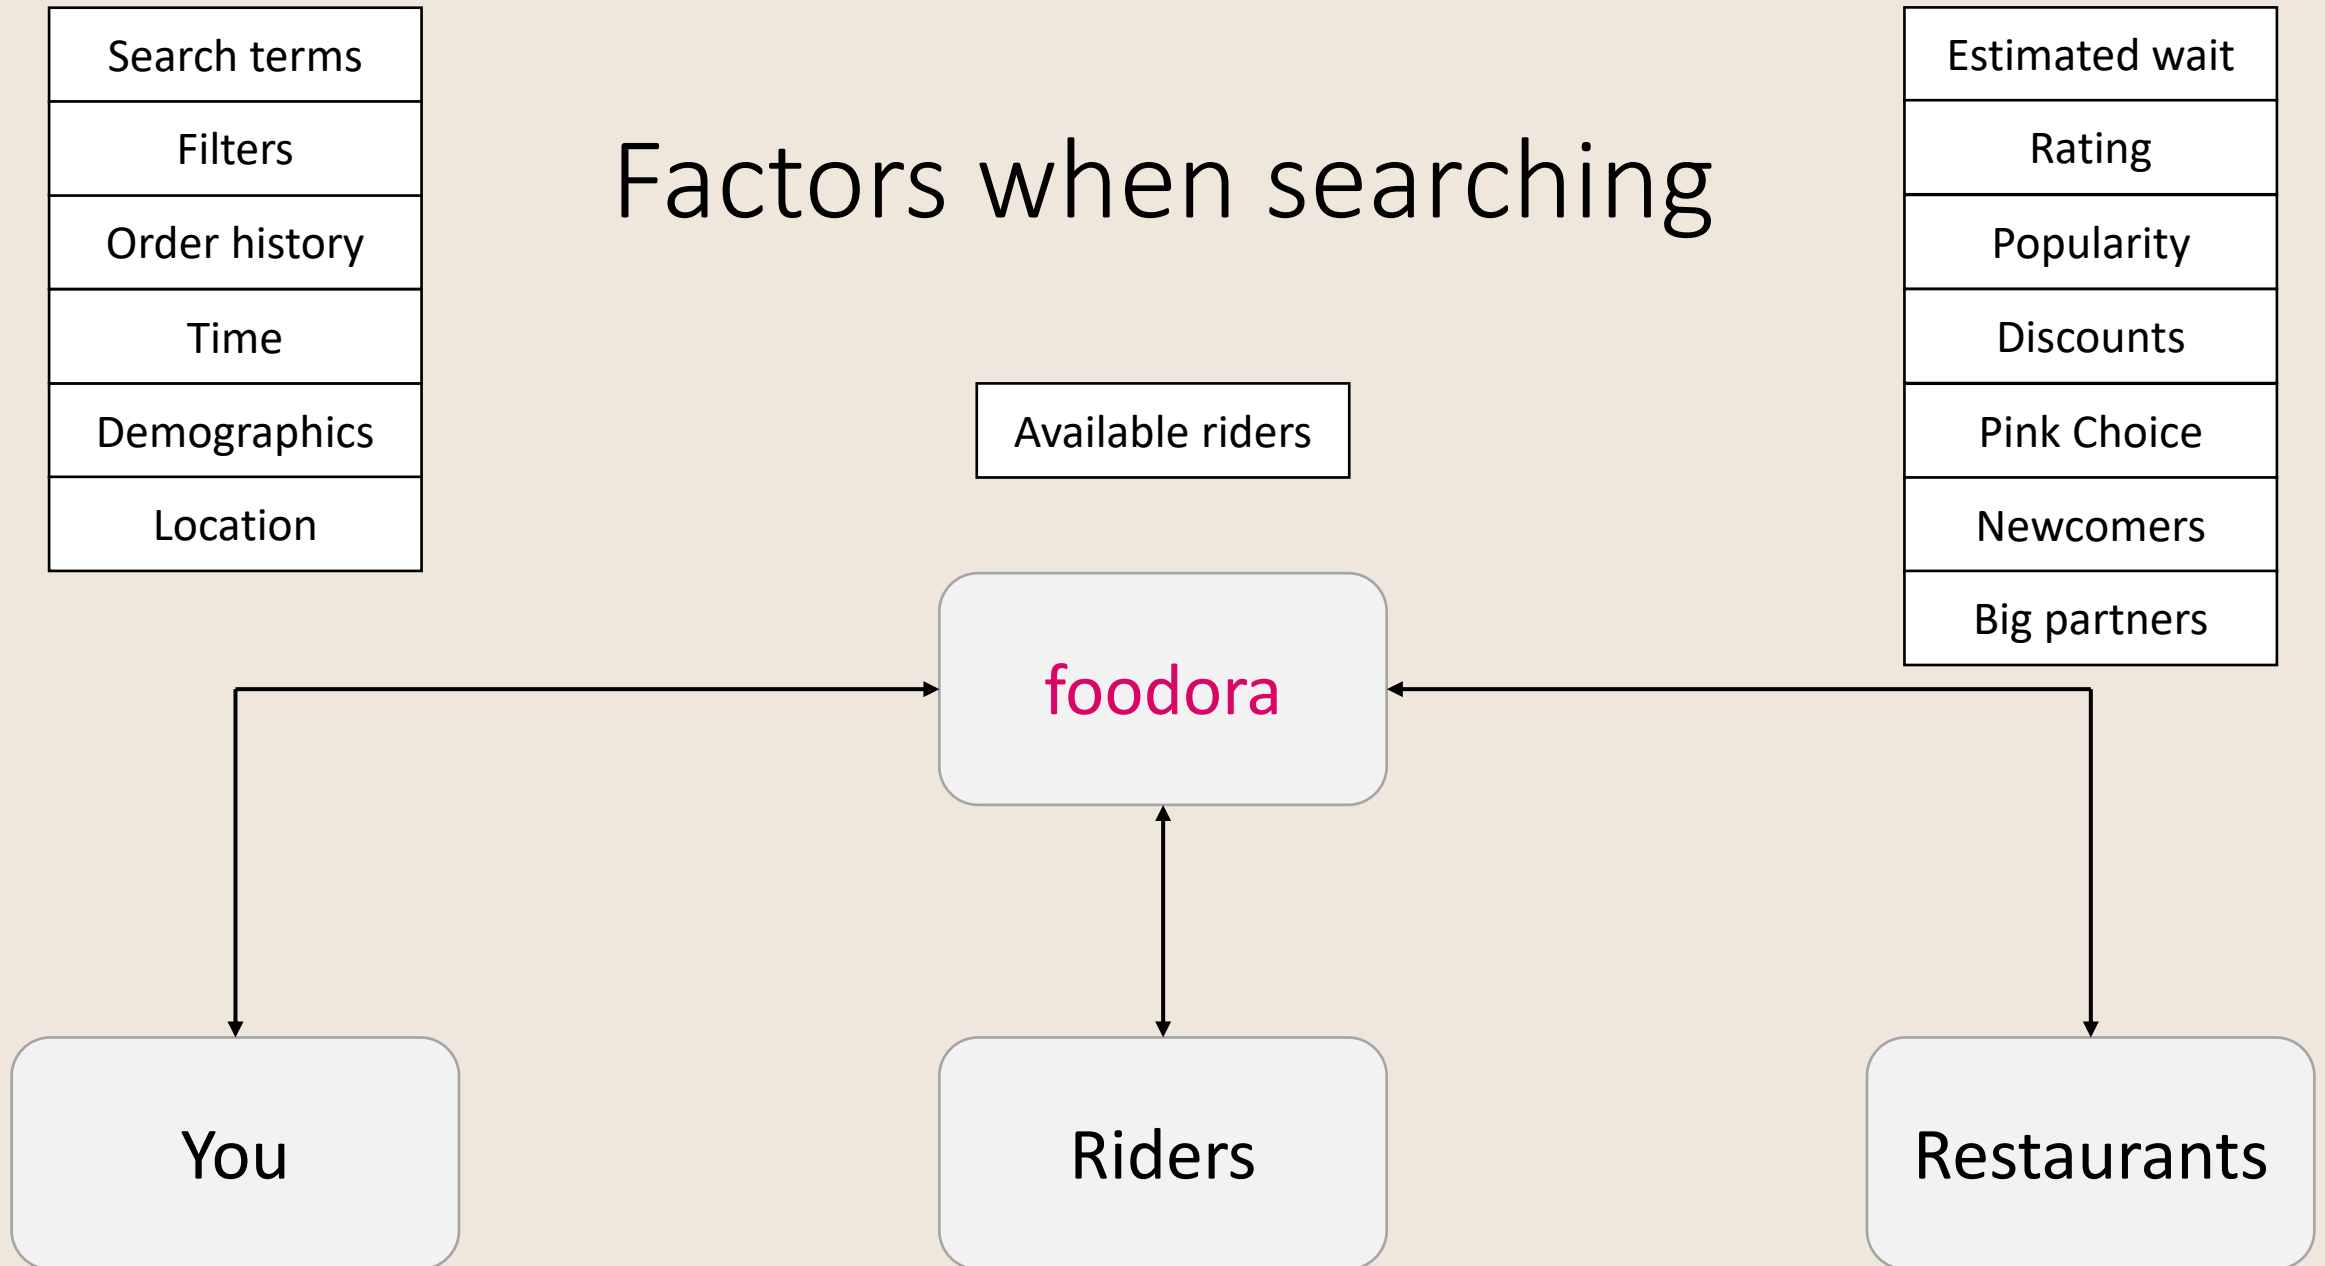 Search terms
Filters
Order history
Time
Demographics
Location
Factors when searching
Available riders
Estimated wait
Rating
Popularity
Discounts
Pink Choice
Newcomers
Big partners
foodora
You
Riders
Restaurants